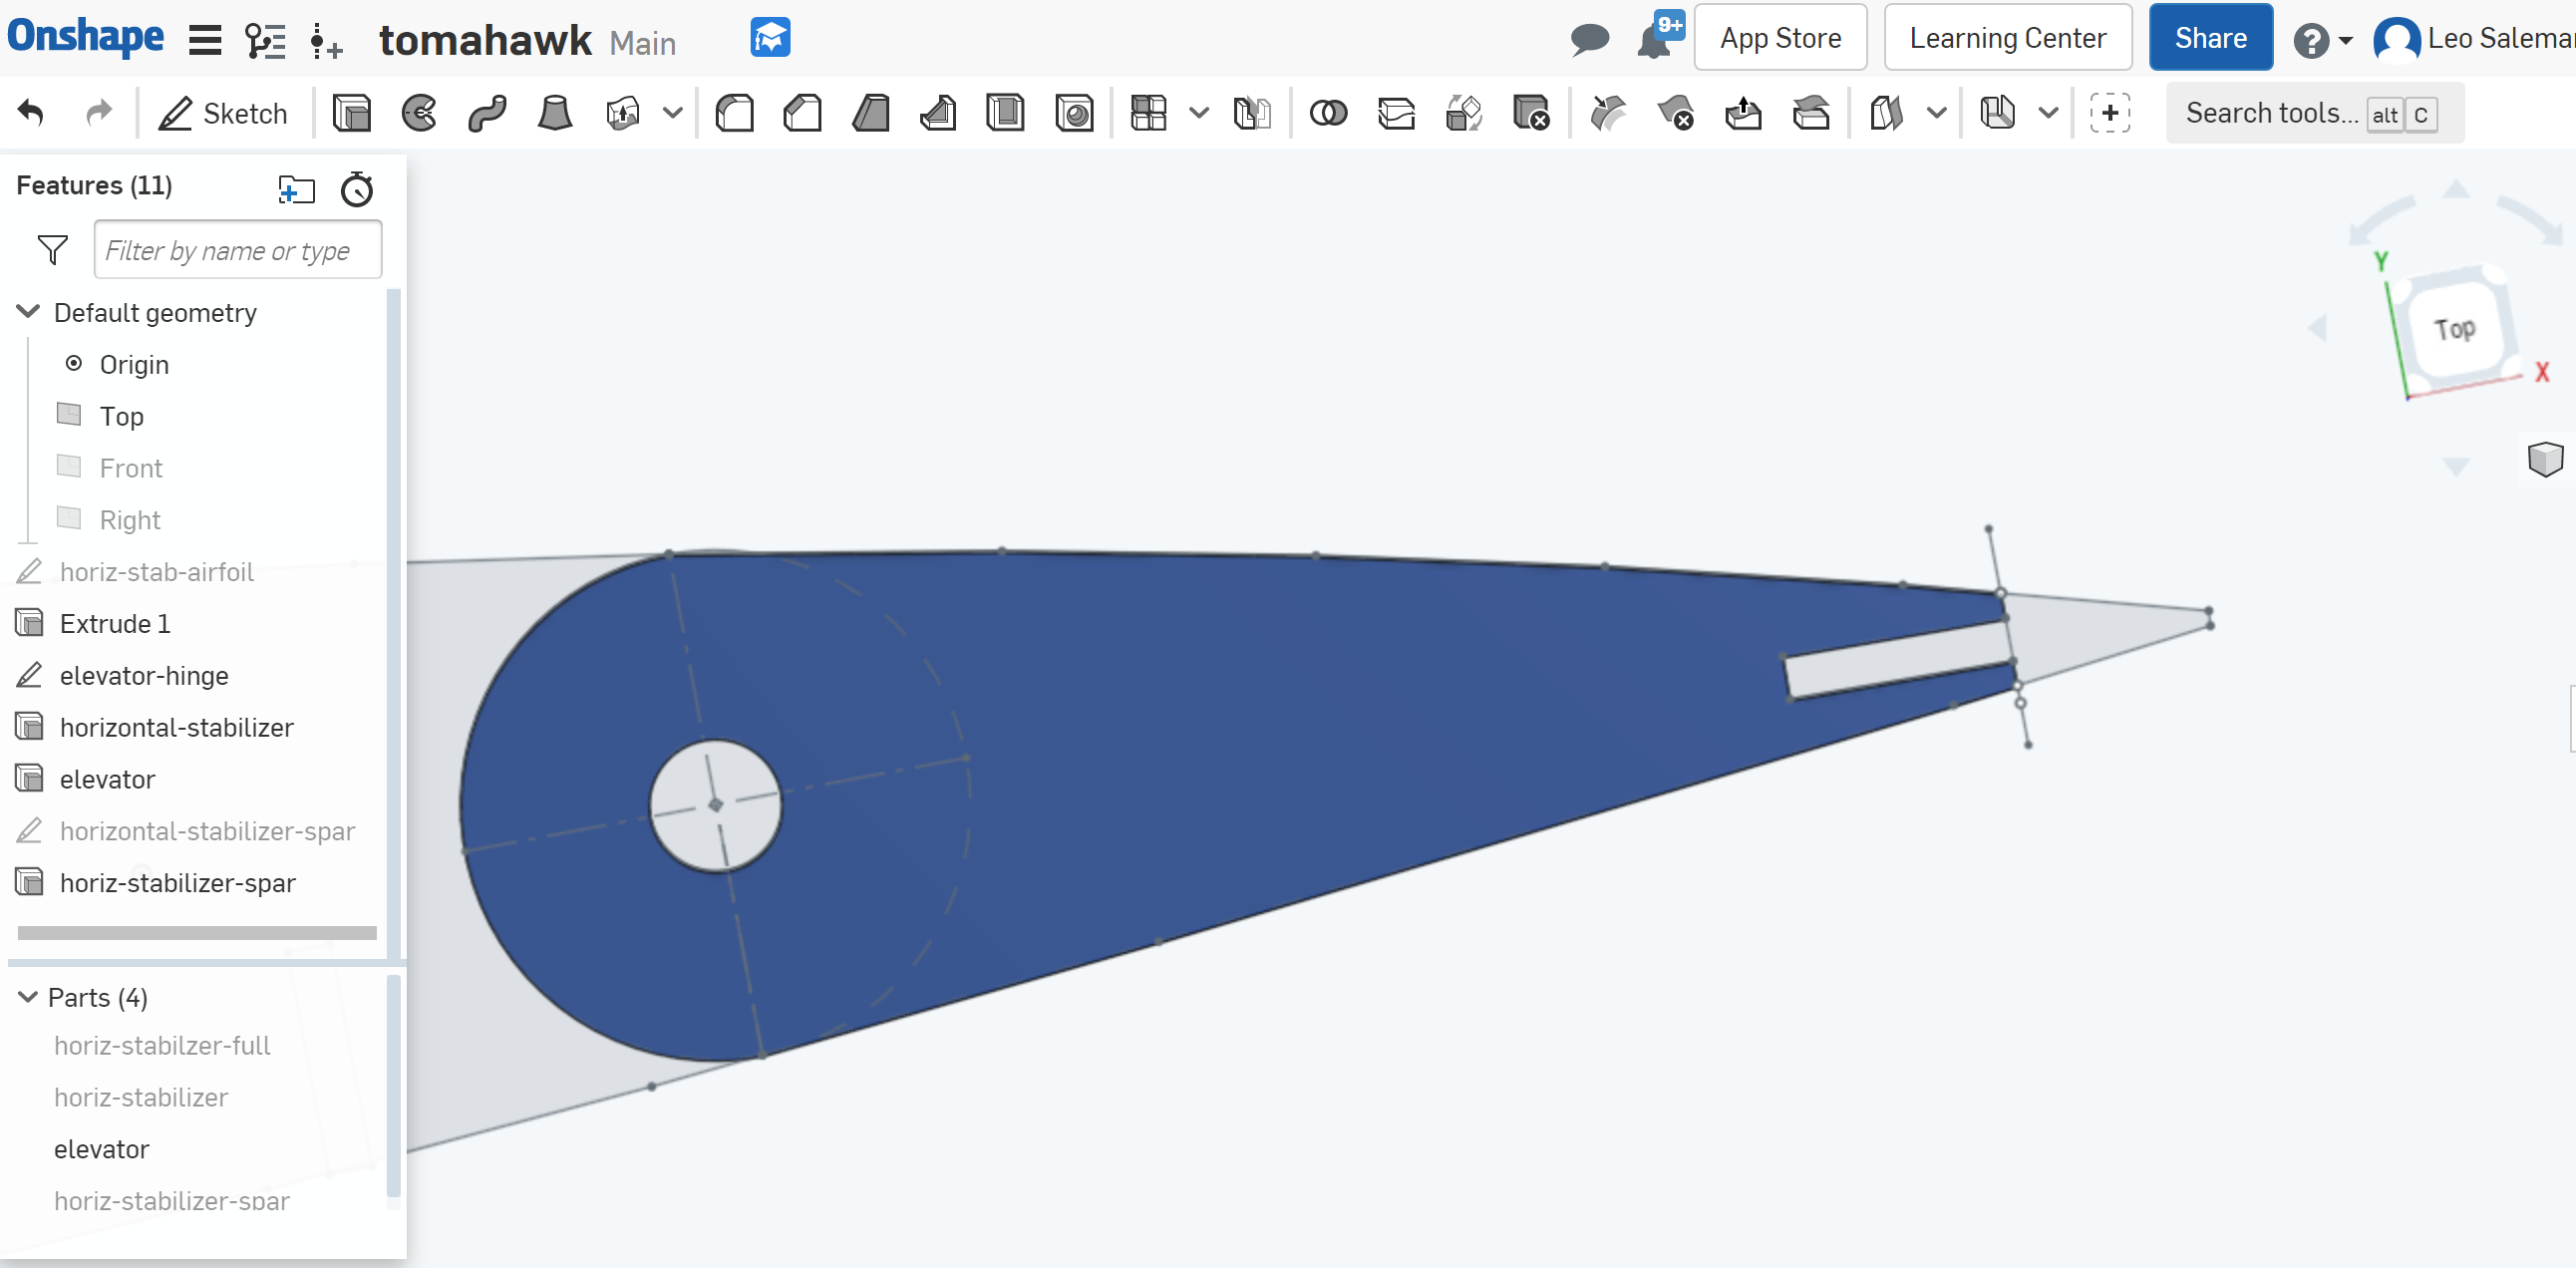 Onshape tomahawk Main 9+ App Store Learning Center Share ? Leo Salema
Sketch Search tools... alt C
Features (11)
Filter by name or type
Default geometry
Origin
Top
Front
Right
horiz-stab-airfoil
Extrude 1
elevator-hinge
horizontal-stabilizer
elevator
horizontal-stabilizer-spar
horiz-stabilizer-spar
Parts (4)
horiz-stabilzer-full
horiz-stabilizer
elevator
horiz-stabilizer-spar
Y
Top
X